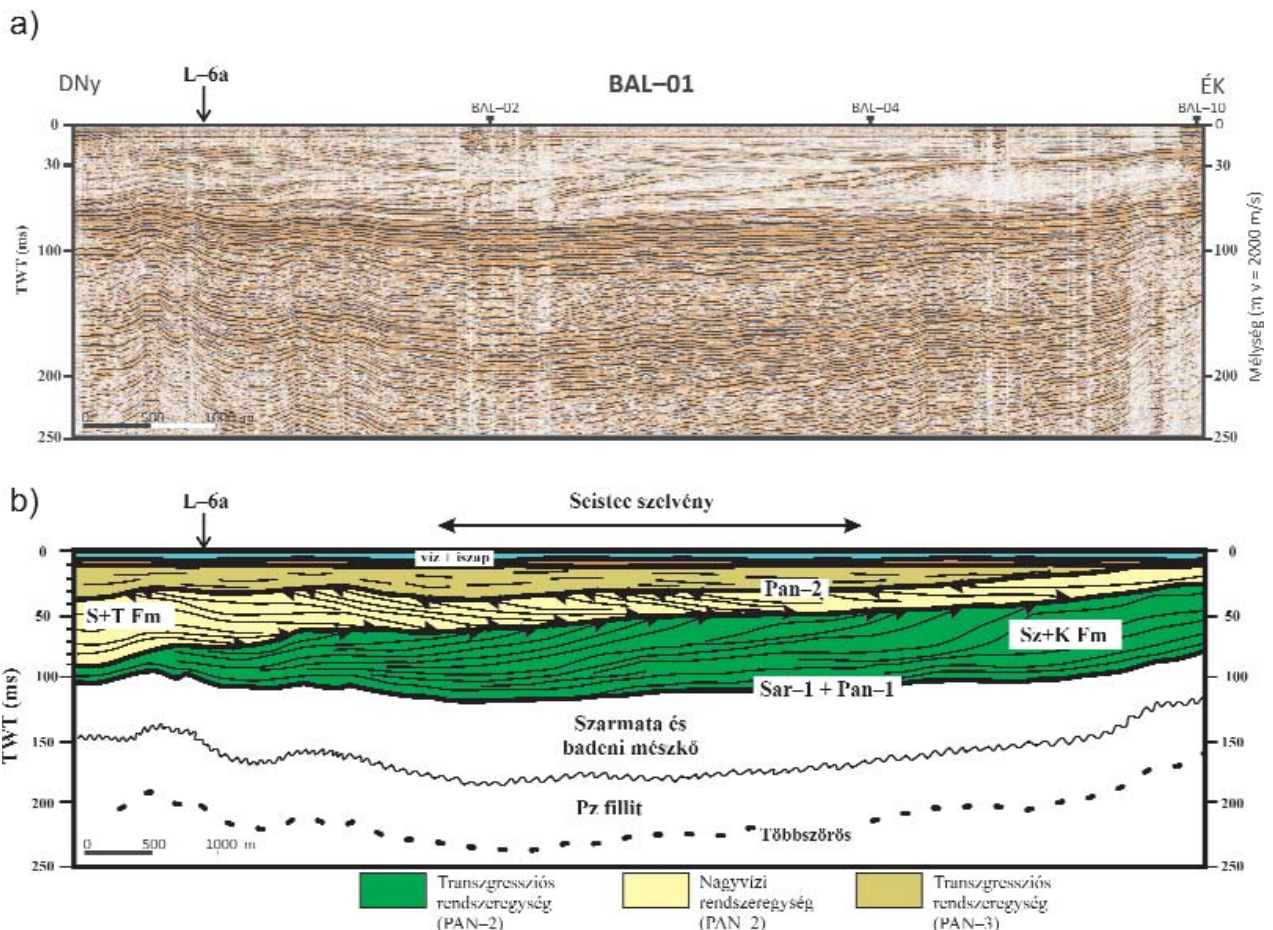 a)
L–6a
DNy BAL–01 ÉK
BAL–02 BAL–04 BAL–10
0 0
30 30
100 100
200 200
250 250
TWT (ms)
Mélység (m v = 2000 m/s)
0 500 1000 m
b)
L–6a
Seistec szelvény
0 0
50 50
100 100
150 150
200 200
250 250
TWT (ms)
víz + iszap
Pan–2
S+T Fm
Sz+K Fm
Sar–1 + Pan–1
Szarmata és
badeni mészkő
Pz fillit
Többszörös
0 500 1000 m
Transzgressziós
rendszeregység
(PAN–2)
Nagyvízi
rendszeregység
(PAN–2)
Transzgressziós
rendszeregység
(PAN–3)